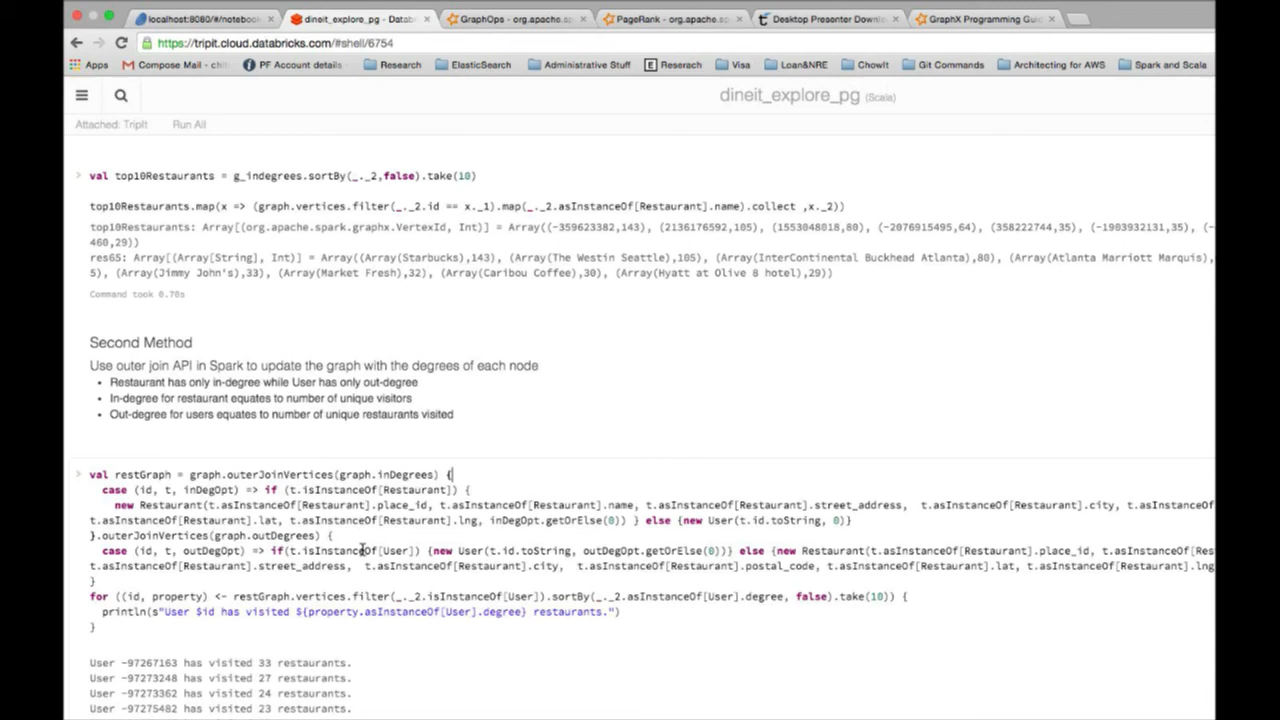 localhost:8080/#/notebook
dineit_explore_pg - Datab
GraphOps - org.apache.sp
PageRank - org.apache.s
Desktop Presenter Downl
GraphX Programming Gui
https://tripit.cloud.databricks.com/#shell/6754
Apps
Compose Mail - chi
PF Account details
Research
ElasticSearch
Administrative Stuff
E Reserach
Visa
Loan&NRE
ChowIt
Git Commands
Architecting for AWS
Spark and Scala
dineit_explore_pg (Scala)
Attached: TripIt Run All
> val top10Restaurants = g_indegrees.sortBy(_._2,false).take(10)
top10Restaurants.map(x => (graph.vertices.filter(_._2.id == x._1).map(_._2.asInstanceOf[Restaurant].name).collect ,x._2))
top10Restaurants: Array[(org.apache.spark.graphx.VertexId, Int)] = Array((-359623382,143), (2136176592,105), (1553048018,80), (-2076915495,64), (358222744,35), (-1903932131,35), (-
460,29))
res65: Array[(Array[String], Int)] = Array((Array(Starbucks),143), (Array(The Westin Seattle),105), (Array(InterContinental Buckhead Atlanta),80), (Array(Atlanta Marriott Marquis),
5), (Array(Jimmy John's),33), (Array(Market Fresh),32), (Array(Caribou Coffee),30), (Array(Hyatt at Olive 8 hotel),29))
Command took 0.70s
Second Method
Use outer join API in Spark to update the graph with the degrees of each node
• Restaurant has only in-degree while User has only out-degree
• In-degree for restaurant equates to number of unique visitors
• Out-degree for users equates to number of unique restaurants visited
> val restGraph = graph.outerJoinVertices(graph.inDegrees) {
case (id, t, inDegOpt) => if (t.isInstanceOf[Restaurant]) {
new Restaurant(t.asInstanceOf[Restaurant].place_id, t.asInstanceOf[Restaurant].name, t.asInstanceOf[Restaurant].street_address, t.asInstanceOf[Restaurant].city, t.asInstanceOf
t.asInstanceOf[Restaurant].lat, t.asInstanceOf[Restaurant].lng, inDegOpt.getOrElse(0)) } else {new User(t.id.toString, 0)}
}.outerJoinVertices(graph.outDegrees) {
case (id, t, outDegOpt) => if(t.isInstanceOf[User]) {new User(t.id.toString, outDegOpt.getOrElse(0))} else {new Restaurant(t.asInstanceOf[Restaurant].place_id, t.asInstanceOf[Res
t.asInstanceOf[Restaurant].street_address, t.asInstanceOf[Restaurant].city, t.asInstanceOf[Restaurant].postal_code, t.asInstanceOf[Restaurant].lat, t.asInstanceOf[Restaurant].lng
}
for ((id, property) <- restGraph.vertices.filter(_._2.isInstanceOf[User]).sortBy(_._2.asInstanceOf[User].degree, false).take(10)) {
println(s"User $id has visited ${property.asInstanceOf[User].degree} restaurants.")
}
User -97267163 has visited 33 restaurants.
User -97273248 has visited 27 restaurants.
User -97273362 has visited 24 restaurants.
User -97275482 has visited 23 restaurants.